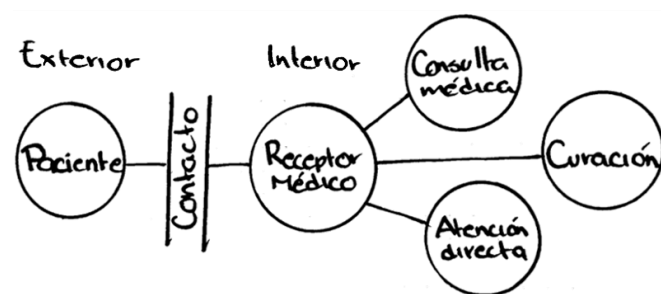 Exterior
Interior
Consulta
médica
Paciente
Contacto
Receptor
Médico
Curación
Atención
directa